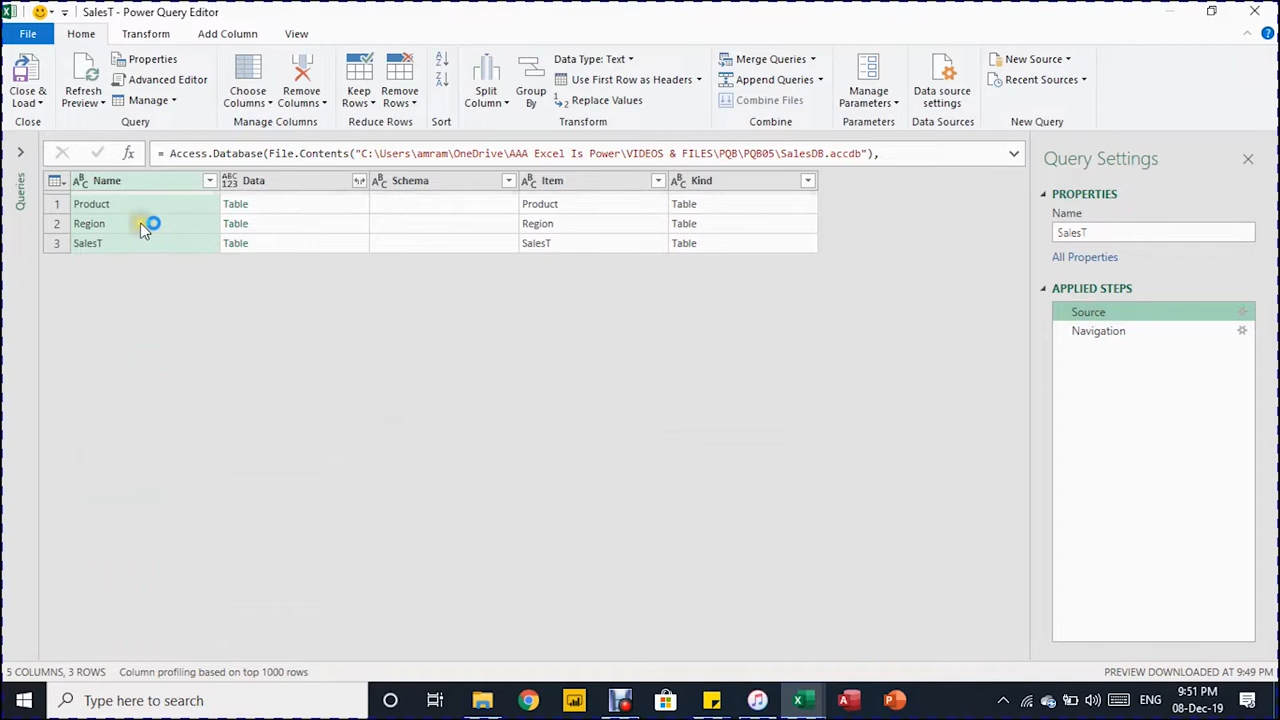 SalesT - Power Query Editor
File Home Transform Add Column View
Close & Load
Refresh Preview
Properties
Advanced Editor
Manage
Choose Columns
Remove Columns
Keep Rows
Remove Rows
Split Column
Group By
Data Type: Text
Use First Row as Headers
Replace Values
Merge Queries
Append Queries
Combine Files
Manage Parameters
Data source settings
New Source
Recent Sources
Close Query Manage Columns Reduce Rows Sort Transform Combine Parameters Data Sources New Query
fx = Access.Database(File.Contents("C:\Users\amram\OneDrive\AAA Excel Is Power\VIDEOS & FILES\PQB\PQB05\SalesDB.accdb"),
Queries
ABC Name ABC 123 Data ABC Schema ABC Item ABC Kind
1 Product Table Product Table
2 Region Table Region Table
3 SalesT Table SalesT Table
Query Settings
PROPERTIES
Name
SalesT
All Properties
APPLIED STEPS
Source
Navigation
5 COLUMNS, 3 ROWS Column profiling based on top 1000 rows PREVIEW DOWNLOADED AT 9:49 PM
Type here to search
ENG
9:51 PM
08-Dec-19